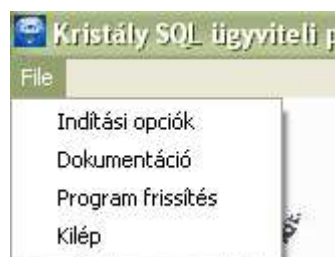 Kristály SQL ügyviteli
File
Indítási opciók
Dokumentáció
Program frissítés
Kilép